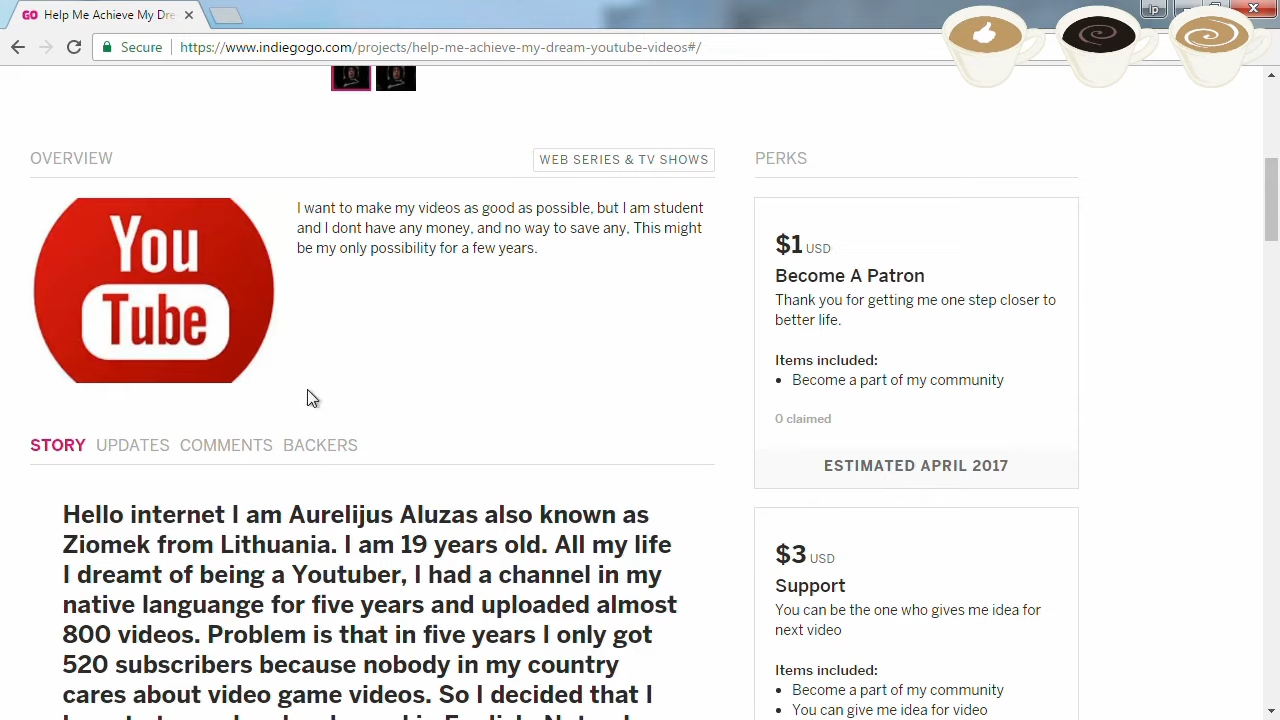 GO Help Me Achieve My Dre
lp
Secure https://www.indiegogo.com/projects/help-me-achieve-my-dream-youtube-videos#/
OVERVIEW
WEB SERIES & TV SHOWS
You
Tube
I want to make my videos as good as possible, but I am student
and I dont have any money, and no way to save any, This might
be my only possibility for a few years.
STORY UPDATES COMMENTS BACKERS
Hello internet I am Aurelijus Aluzas also known as
Ziomek from Lithuania. I am 19 years old. All my life
I dreamt of being a Youtuber, I had a channel in my
native languange for five years and uploaded almost
800 videos. Problem is that in five years I only got
520 subscribers because nobody in my country
cares about video game videos. So I decided that I
PERKS
$1 USD
Become A Patron
Thank you for getting me one step closer to
better life.
Items included:
• Become a part of my community
0 claimed
ESTIMATED APRIL 2017
$3 USD
Support
You can be the one who gives me idea for
next video
Items included:
• Become a part of my community
• You can give me idea for video